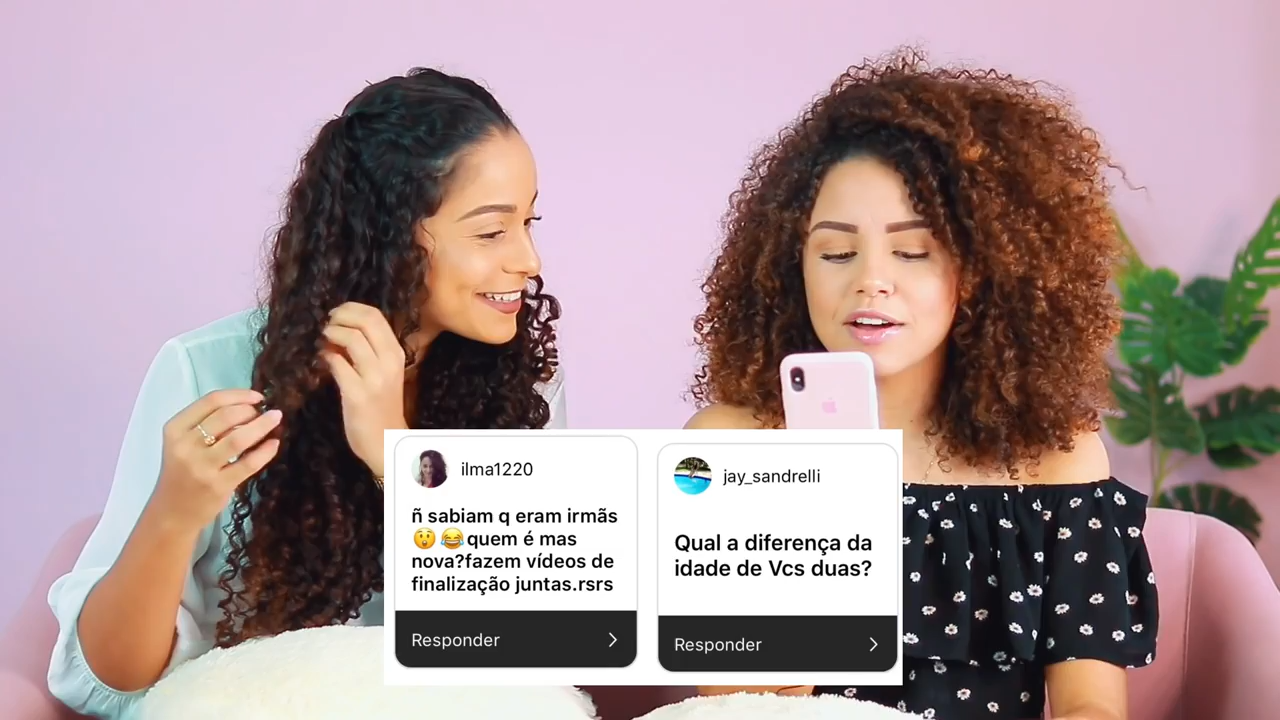 ilma1220
ñ sabiam q eram irmãs
😲 😂 quem é mas
nova?fazem vídeos de
finalização juntas.rsrs
Responder
jay_sandrelli
Qual a diferença da
idade de Vcs duas?
Responder